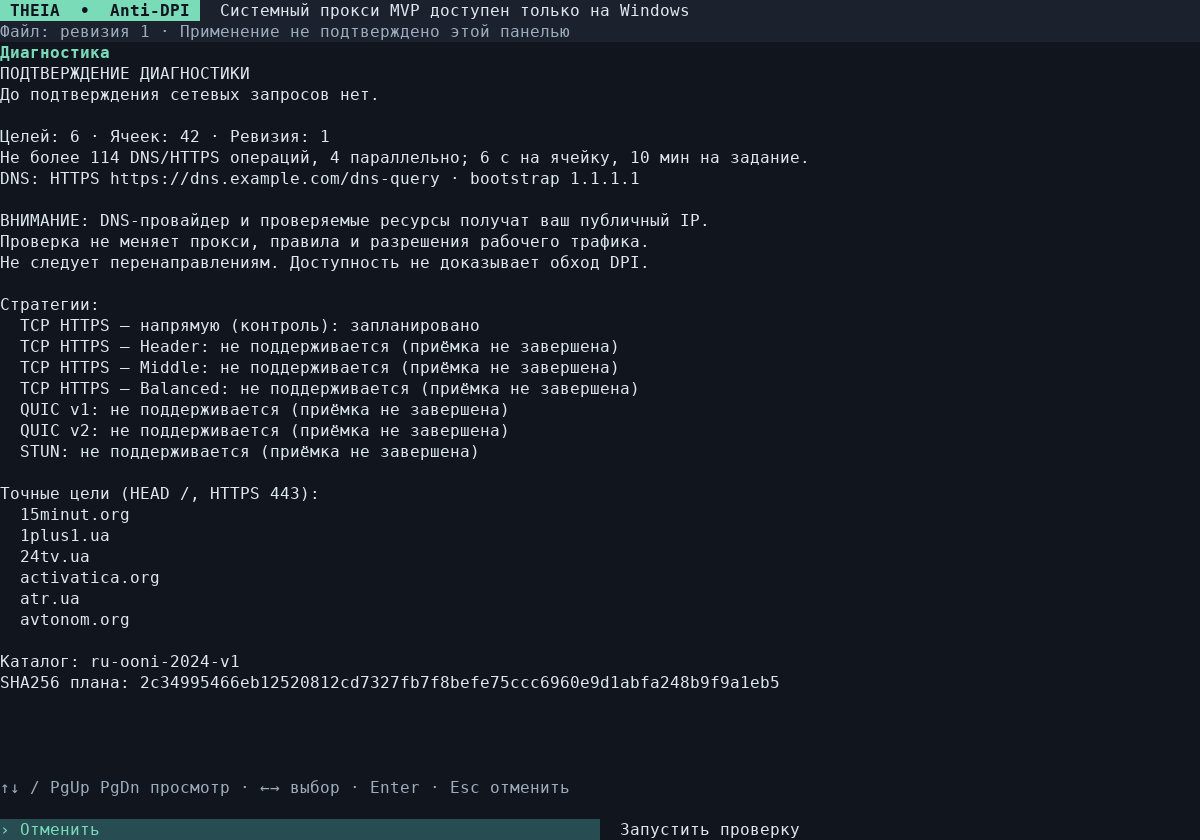 THEIA • Anti-DPI Системный прокси MVP доступен только на Windows
Файл: ревизия 1 · Применение не подтверждено этой панелью
Диагностика
ПОДТВЕРЖДЕНИЕ ДИАГНОСТИКИ
До подтверждения сетевых запросов нет.
Целей: 6 · Ячеек: 42 · Ревизия: 1
Не более 114 DNS/HTTPS операций, 4 параллельно; 6 с на ячейку, 10 мин на задание.
DNS: HTTPS https://dns.example.com/dns-query · bootstrap 1.1.1.1
ВНИМАНИЕ: DNS-провайдер и проверяемые ресурсы получат ваш публичный IP.
Проверка не меняет прокси, правила и разрешения рабочего трафика.
Не следует перенаправлениям. Доступность не доказывает обход DPI.
Стратегии:
TCP HTTPS — напрямую (контроль): запланировано
TCP HTTPS — Header: не поддерживается (приёмка не завершена)
TCP HTTPS — Middle: не поддерживается (приёмка не завершена)
TCP HTTPS — Balanced: не поддерживается (приёмка не завершена)
QUIC v1: не поддерживается (приёмка не завершена)
QUIC v2: не поддерживается (приёмка не завершена)
STUN: не поддерживается (приёмка не завершена)
Точные цели (HEAD /, HTTPS 443):
15minut.org
1plus1.ua
24tv.ua
activatica.org
atr.ua
avtonom.org
Каталог: ru-ooni-2024-v1
SHA256 плана: 2c34995466eb12520812cd7327fb7f8befe75ccc6960e9d1abfa248b9f9a1eb5
↑↓ / PgUp PgDn просмотр · ←→ выбор · Enter · Esc отменить
› Отменить Запустить проверку